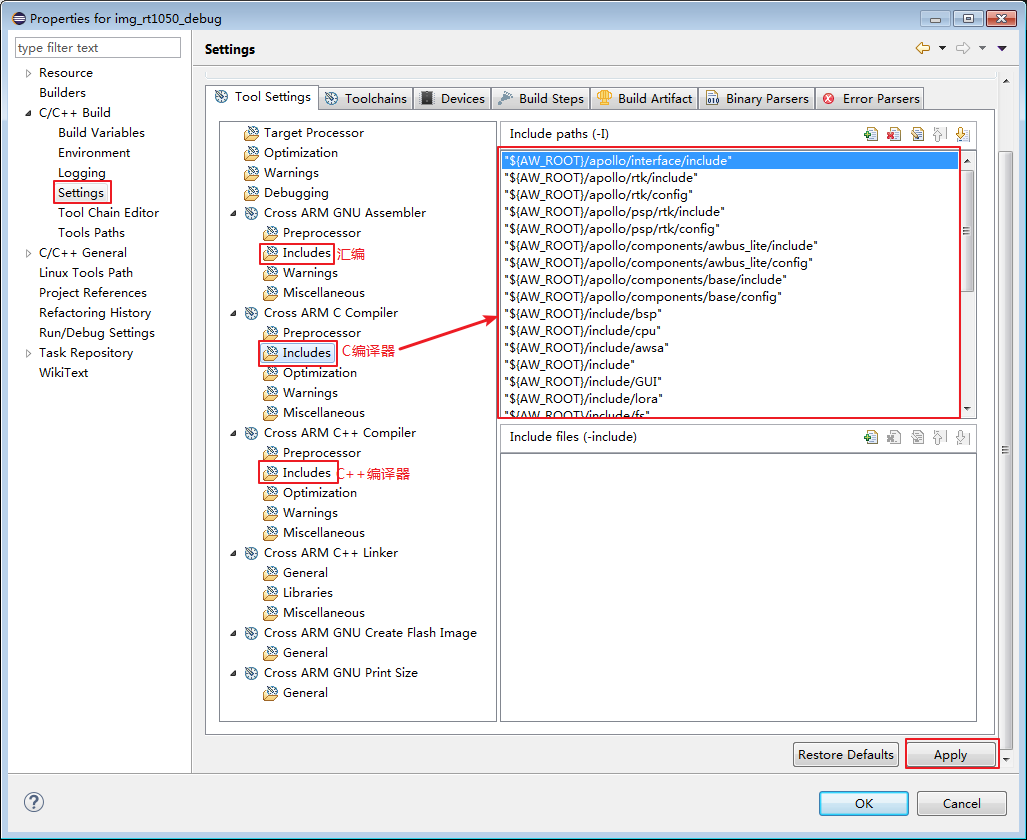 Properties for img_rt1050_debug
type filter text
Resource
Builders
C/C++ Build
Build Variables
Environment
Logging
Settings
Tool Chain Editor
Tools Paths
C/C++ General
Linux Tools Path
Project References
Refactoring History
Run/Debug Settings
Task Repository
WikiText
Settings
Tool Settings
Toolchains
Devices
Build Steps
Build Artifact
Binary Parsers
Error Parsers
Target Processor
Optimization
Warnings
Debugging
Cross ARM GNU Assembler
Preprocessor
Includes 汇编
Warnings
Miscellaneous
Cross ARM C Compiler
Preprocessor
Includes C编译器
Optimization
Warnings
Miscellaneous
Cross ARM C++ Compiler
Preprocessor
Includes C++编译器
Optimization
Warnings
Miscellaneous
Cross ARM C++ Linker
General
Libraries
Miscellaneous
Cross ARM GNU Create Flash Image
General
Cross ARM GNU Print Size
General
Include paths (-I)
"${AW_ROOT}/apollo/interface/include"
"${AW_ROOT}/apollo/rtk/include"
"${AW_ROOT}/apollo/rtk/config"
"${AW_ROOT}/apollo/psp/rtk/include"
"${AW_ROOT}/apollo/psp/rtk/config"
"${AW_ROOT}/apollo/components/awbus_lite/include"
"${AW_ROOT}/apollo/components/awbus_lite/config"
"${AW_ROOT}/apollo/components/base/include"
"${AW_ROOT}/apollo/components/base/config"
"${AW_ROOT}/include/bsp"
"${AW_ROOT}/include/cpu"
"${AW_ROOT}/include/awsa"
"${AW_ROOT}/include"
"${AW_ROOT}/include/GUI"
"${AW_ROOT}/include/lora"
"${AW_ROOT}/include/fs"
Include files (-include)
Restore Defaults
Apply
OK
Cancel